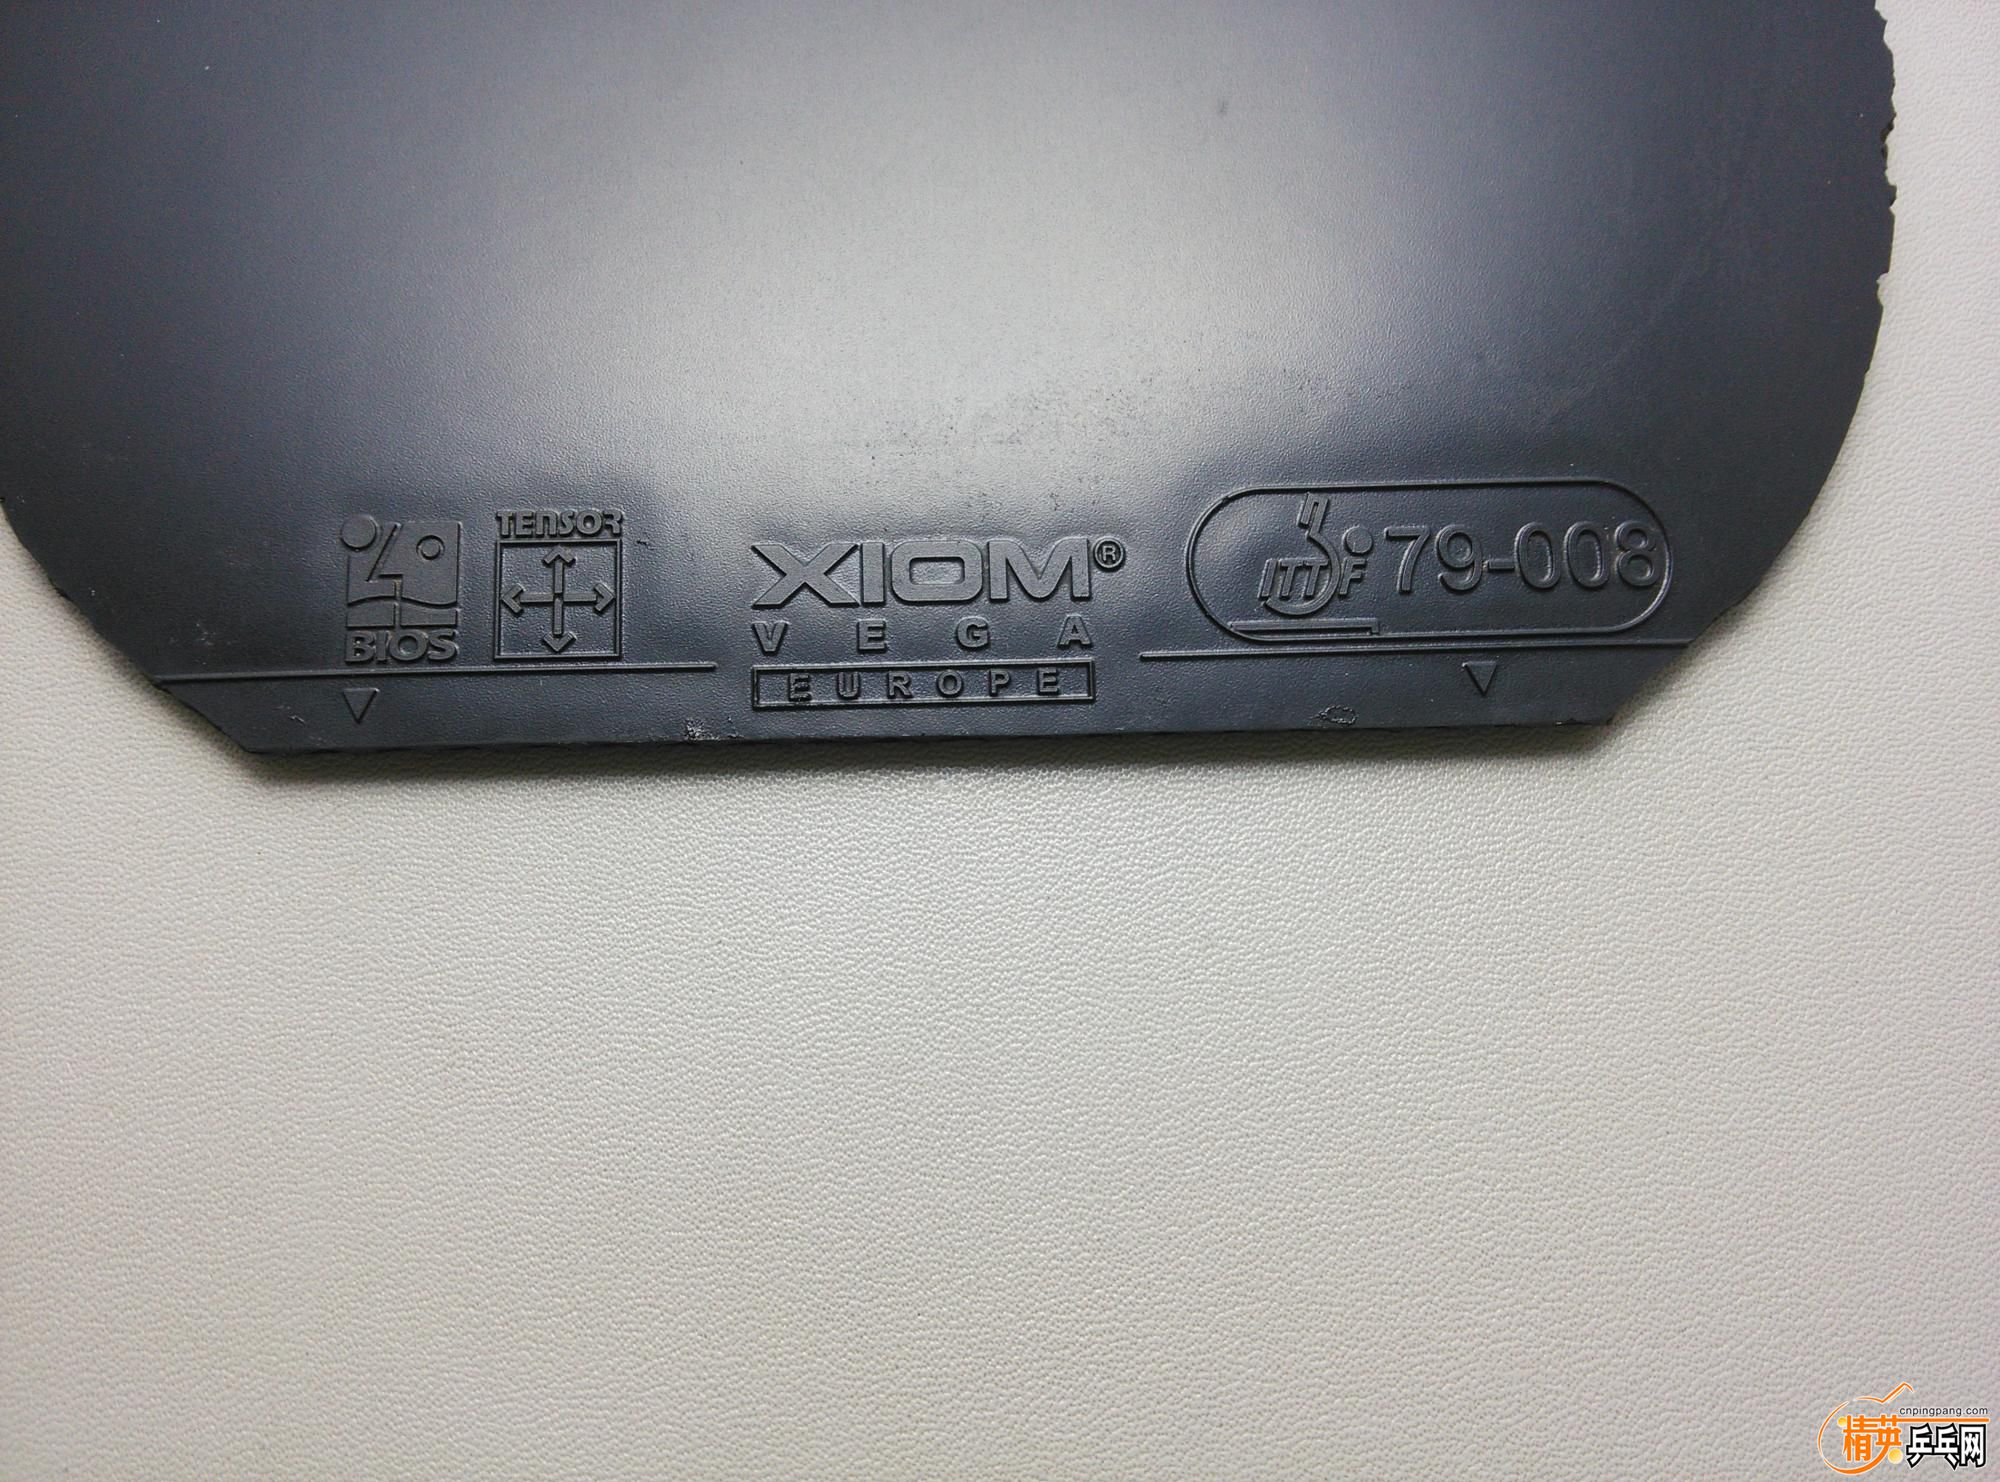 BIOS
TENSOR
XIOM®
VEGA
EUROPE
ITTF 79-008
cnpingpang.com
精英乒乓网